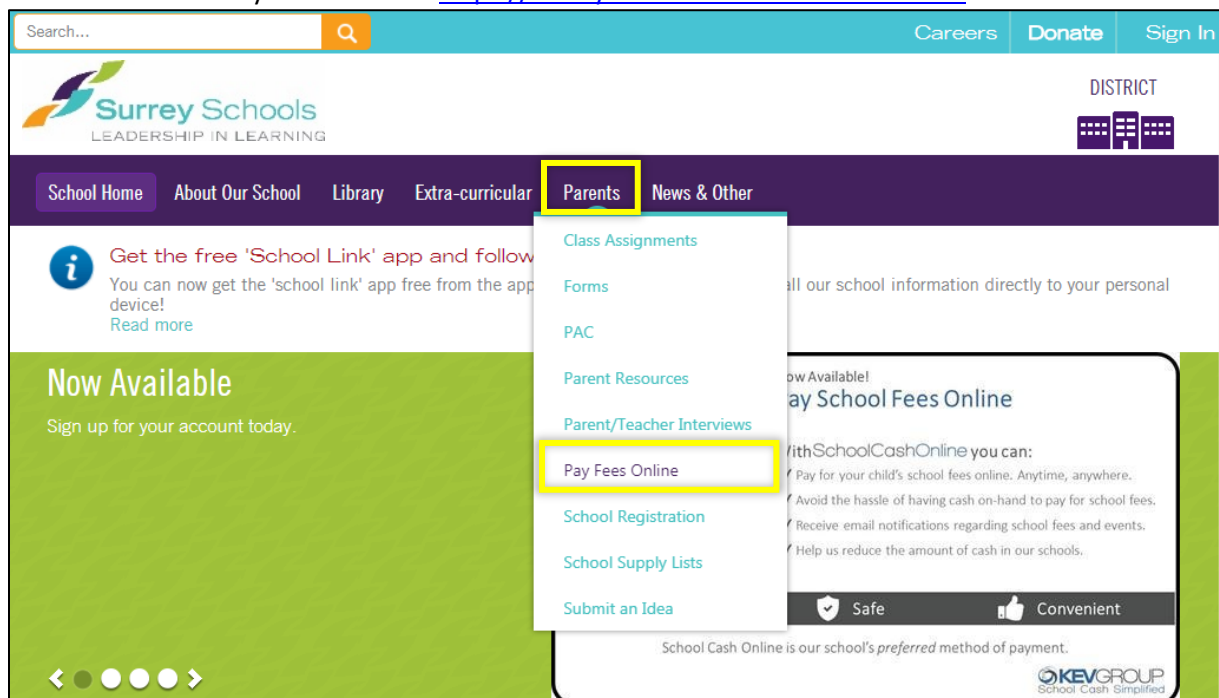 Search...
Careers Donate Sign In
Surrey Schools
LEADERSHIP IN LEARNING
DISTRICT
School Home About Our School Library Extra-curricular Parents News & Other
Get the free 'School Link' app and follow
You can now get the 'school link' app free from the app all our school information directly to your personal
device!
Read more
Class Assignments
Forms
PAC
Parent Resources
Parent/Teacher Interviews
Pay Fees Online
School Registration
School Supply Lists
Submit an Idea
Now Available
Sign up for your account today.
ow Available!
ay School Fees Online
ithSchoolCashOnline you can:
Pay for your child's school fees online. Anytime, anywhere.
Avoid the hassle of having cash on-hand to pay for school fees.
Receive email notifications regarding school fees and events.
Help us reduce the amount of cash in our schools.
Safe Convenient
School Cash Online is our school's preferred method of payment.
KEVGROUP
School Cash Simplified